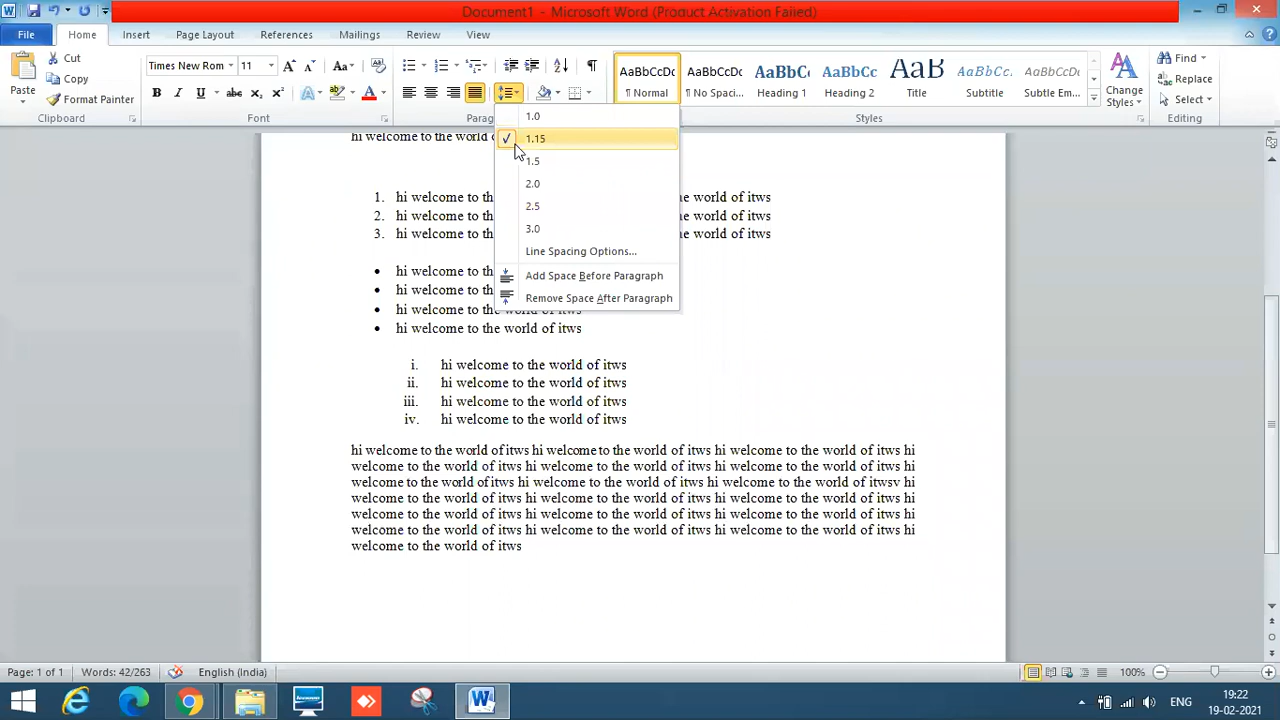 Document1 - Microsoft Word (Product Activation Failed)
File Home Insert Page Layout References Mailings Review View
Paste
Cut
Copy
Format Painter
Clipboard
Times New Rom 11
Font
Parag
AaBbCcDc
¶ Normal
AaBbCcDc
¶ No Spaci...
AaBbC
Heading 1
AaBbCc
Heading 2
AaB
Title
AaBbCc.
Subtitle
AaBbCcDc
Subtle Em...
Change
Styles
Styles
Find
Replace
Select
Editing
1.0
1.15
1.5
2.0
2.5
3.0
Line Spacing Options...
Add Space Before Paragraph
Remove Space After Paragraph
hi welcome to the world
1. hi welcome to th e world of itws
2. hi welcome to th e world of itws
3. hi welcome to th e world of itws
• hi welcome to th
• hi welcome to th
• hi welcome to the world of itws
• hi welcome to the world of itws
i. hi welcome to the world of itws
ii. hi welcome to the world of itws
iii. hi welcome to the world of itws
iv. hi welcome to the world of itws
hi welcome to the world of itws hi welcome to the world of itws hi welcome to the world of itws hi
welcome to the world of itws hi welcome to the world of itws hi welcome to the world of itws hi
welcome to the world of itws hi welcome to the world of itws hi welcome to the world of itwsv hi
welcome to the world of itws hi welcome to the world of itws hi welcome to the world of itws hi
welcome to the world of itws hi welcome to the world of itws hi welcome to the world of itws hi
welcome to the world of itws hi welcome to the world of itws hi welcome to the world of itws hi
welcome to the world of itws
Page: 1 of 1 Words: 42/263 English (India) 100%
ENG
19:22
19-02-2021